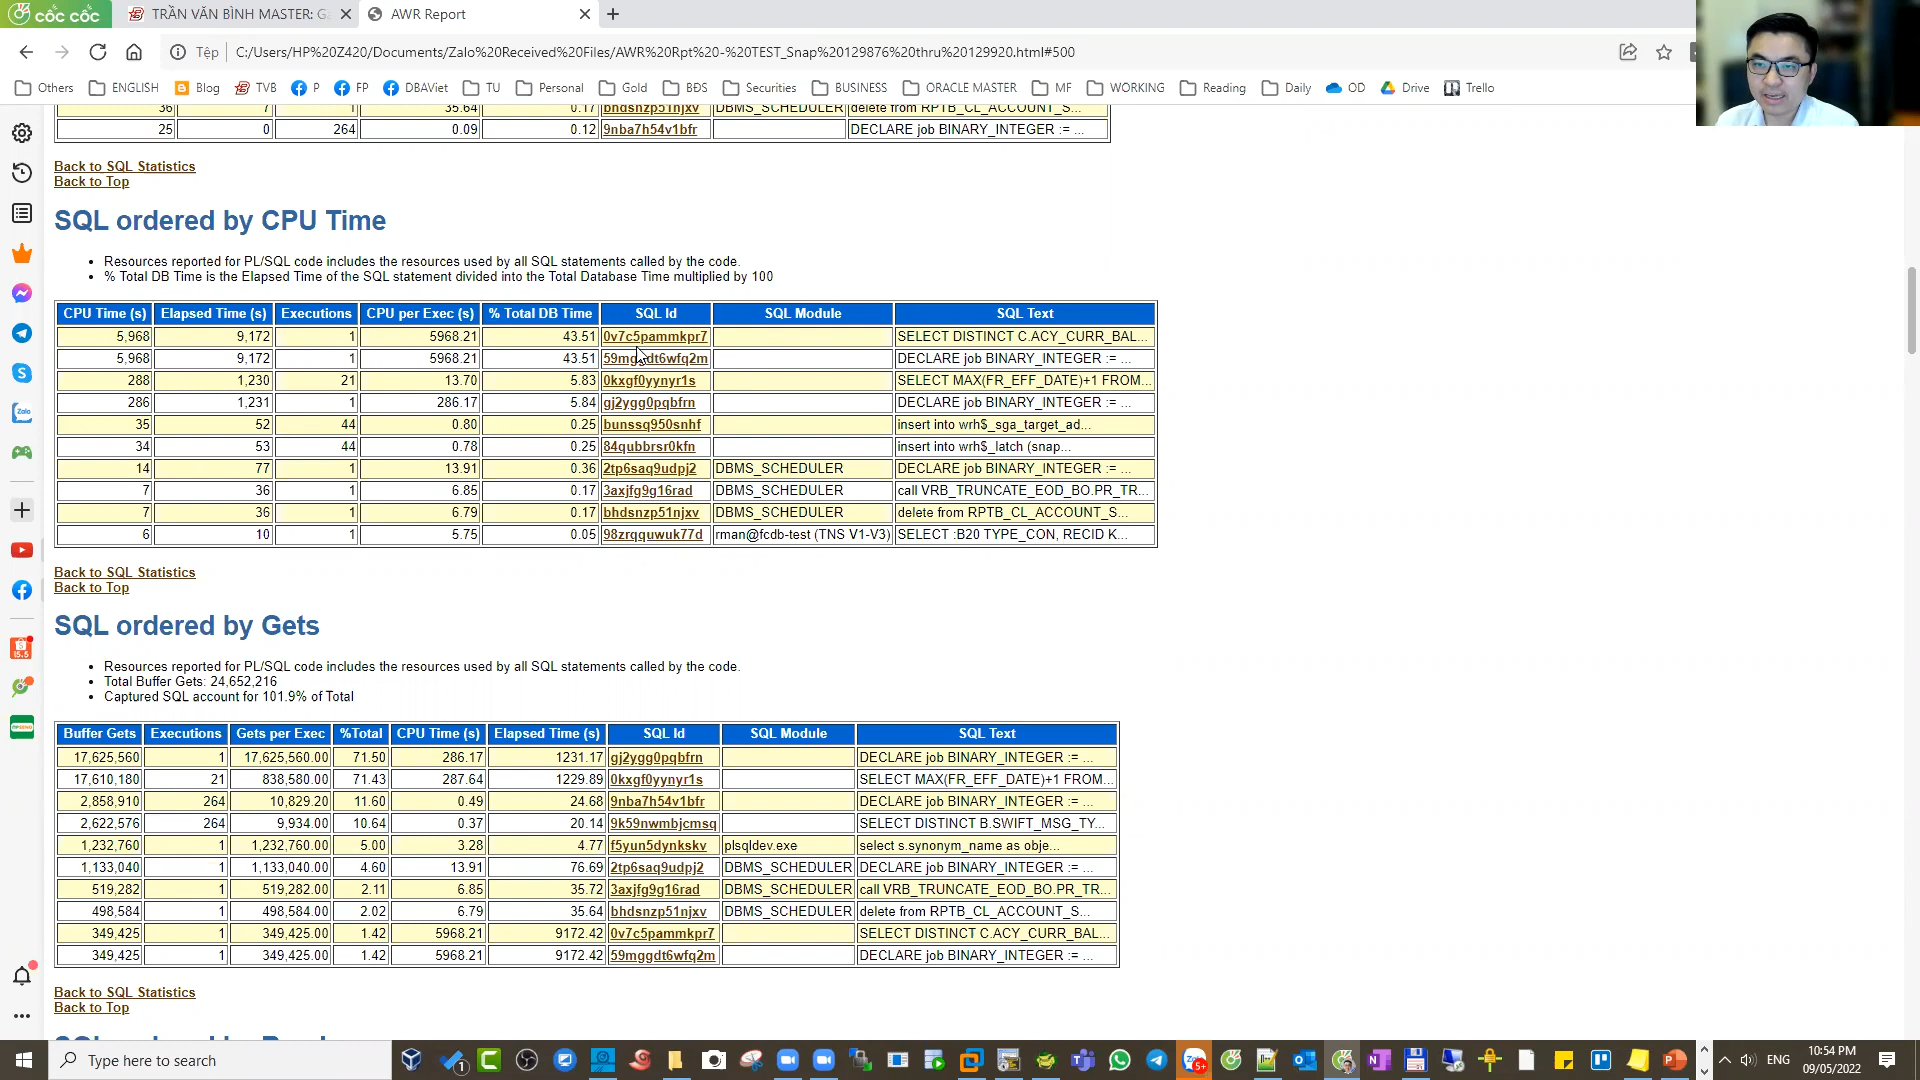 cốc cốc
TRẦN VĂN BÌNH MASTER: G
AWR Report
Tệp
C:/Users/HP%20Z420/Documents/Zalo%20Received%20Files/AWR%20Rpt%20-%20TEST_Snap%20129876%20thru%20129920.html#500
Others ENGLISH Blog TVB P FP DBAViet TU Personal Gold BĐS Securities BUSINESS ORACLE MASTER MF WORKING Reading Daily OD Drive Trello
36 7 1 35.64 0.17 bhdsnzp51njxv DBMS_SCHEDULER delete from RPTB_CL_ACCOUNT_S...
25 0 264 0.09 0.12 9nba7h54v1bfr DECLARE job BINARY_INTEGER := ...
Back to SQL Statistics
Back to Top
SQL ordered by CPU Time
• Resources reported for PL/SQL code includes the resources used by all SQL statements called by the code.
• % Total DB Time is the Elapsed Time of the SQL statement divided into the Total Database Time multiplied by 100
CPU Time (s) Elapsed Time (s) Executions CPU per Exec (s) % Total DB Time SQL Id SQL Module SQL Text
5,968 9,172 1 5968.21 43.51 0v7c5pammkpr7 SELECT DISTINCT C.ACY_CURR_BAL...
5,968 9,172 1 5968.21 43.51 59mggdt6wfq2m DECLARE job BINARY_INTEGER := ...
288 1,230 21 13.70 5.83 0kxgf0yynyr1s SELECT MAX(FR_EFF_DATE)+1 FROM...
286 1,231 1 286.17 5.84 gj2ygg0pqbfrn DECLARE job BINARY_INTEGER := ...
35 52 44 0.80 0.25 bunssq950snhf insert into wrh$_sga_target_ad...
34 53 44 0.78 0.25 84qubbrsr0kfn insert into wrh$_latch (snap...
14 77 1 13.91 0.36 2tp6saq9udpj2 DBMS_SCHEDULER DECLARE job BINARY_INTEGER := ...
7 36 1 6.85 0.17 3axjfg9g16rad DBMS_SCHEDULER call VRB_TRUNCATE_EOD_BO.PR_TR...
7 36 1 6.79 0.17 bhdsnzp51njxv DBMS_SCHEDULER delete from RPTB_CL_ACCOUNT_S...
6 10 1 5.75 0.05 98zrqquwuk77d rman@fcdb-test (TNS V1-V3) SELECT :B20 TYPE_CON, RECID K...
Back to SQL Statistics
Back to Top
SQL ordered by Gets
• Resources reported for PL/SQL code includes the resources used by all SQL statements called by the code.
• Total Buffer Gets: 24,652,216
• Captured SQL account for 101.9% of Total
Buffer Gets Executions Gets per Exec %Total CPU Time (s) Elapsed Time (s) SQL Id SQL Module SQL Text
17,625,560 1 17,625,560.00 71.50 286.17 1231.17 gj2ygg0pqbfrn DECLARE job BINARY_INTEGER := ...
17,610,180 21 838,580.00 71.43 287.64 1229.89 0kxgf0yynyr1s SELECT MAX(FR_EFF_DATE)+1 FROM...
2,858,910 264 10,829.20 11.60 0.49 24.68 9nba7h54v1bfr DECLARE job BINARY_INTEGER := ...
2,622,576 264 9,934.00 10.64 0.37 20.14 9k59nwmbjcmsq SELECT DISTINCT B.SWIFT_MSG_TY...
1,232,760 1 1,232,760.00 5.00 3.28 4.77 f5yun5dynkskv plsqldev.exe select s.synonym_name as obje...
1,133,040 1 1,133,040.00 4.60 13.91 76.69 2tp6saq9udpj2 DBMS_SCHEDULER DECLARE job BINARY_INTEGER := ...
519,282 1 519,282.00 2.11 6.85 35.72 3axjfg9g16rad DBMS_SCHEDULER call VRB_TRUNCATE_EOD_BO.PR_TR...
498,584 1 498,584.00 2.02 6.79 35.64 bhdsnzp51njxv DBMS_SCHEDULER delete from RPTB_CL_ACCOUNT_S...
349,425 1 349,425.00 1.42 5968.21 9172.42 0v7c5pammkpr7 SELECT DISTINCT C.ACY_CURR_BAL...
349,425 1 349,425.00 1.42 5968.21 9172.42 59mggdt6wfq2m DECLARE job BINARY_INTEGER := ...
Back to SQL Statistics
Back to Top
Type here to search
ENG
10:54 PM
09/05/2022